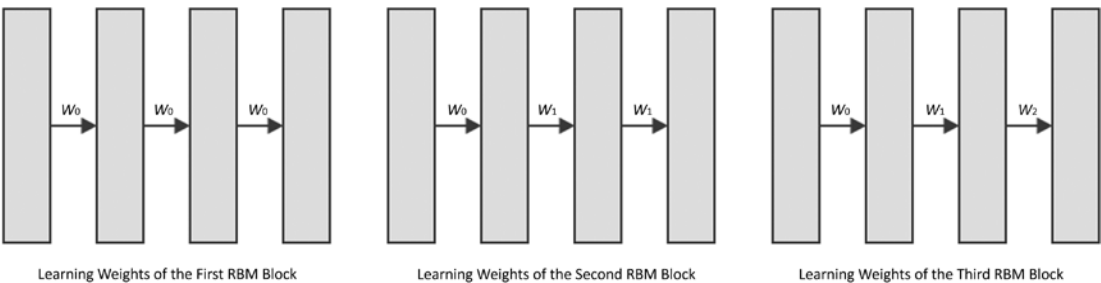 W₀ W₀ W₀
W₀ W₁ W₁
W₀ W₁ W₂
Learning Weights of the First RBM Block
Learning Weights of the Second RBM Block
Learning Weights of the Third RBM Block